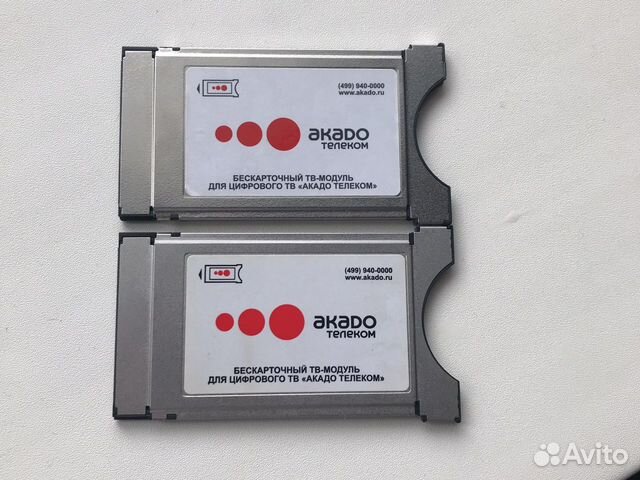 (499) 940-0000
www.akado.ru
акадо
телеком
БЕСКАРТОЧНЫЙ ТВ-МОДУЛЬ
ДЛЯ ЦИФРОВОГО ТВ «АКАДО ТЕЛЕКОМ»
(499) 940-0000
www.akado.ru
акадо
телеком
БЕСКАРТОЧНЫЙ ТВ-МОДУЛЬ
ДЛЯ ЦИФРОВОГО ТВ «АКАДО ТЕЛЕКОМ»
Avito